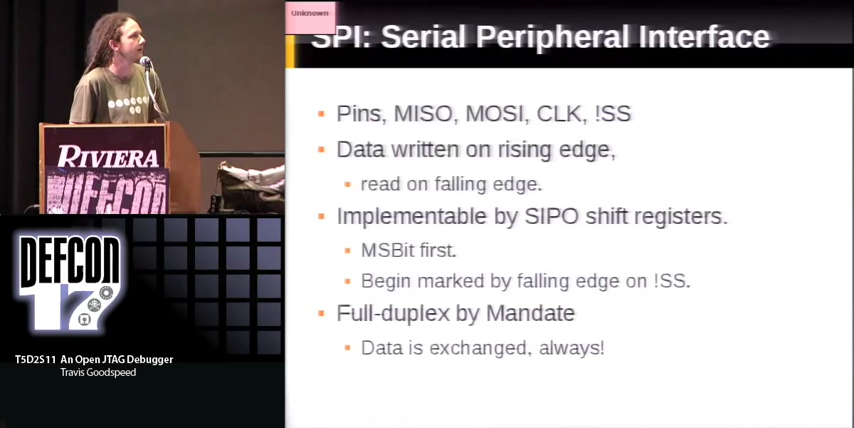 Unknown
SPI: Serial Peripheral Interface
Pins, MISO, MOSI, CLK, !SS
Data written on rising edge,
read on falling edge.
Implementable by SIPO shift registers.
MSBit first.
Begin marked by falling edge on !SS.
Full-duplex by Mandate
Data is exchanged, always!
RIVIERA
DEFCON
DEFCON
17
T5D2S11 An Open JTAG Debugger
Travis Goodspeed